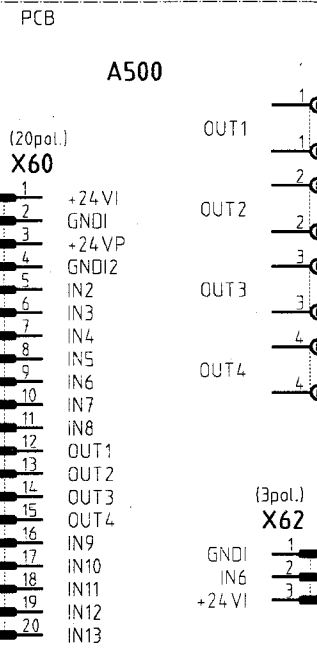 PCB
A500
(20pol.)
X60
1 +24VI
2 GNDI
3 +24VP
4 GNDI2
5 IN2
6 IN3
7 IN4
8 IN5
9 IN6
10 IN7
11 IN8
12 OUT1
13 OUT2
14 OUT3
15 OUT4
16 IN9
17 IN10
18 IN11
19 IN12
20 IN13
1
OUT1
1
2
OUT2
2
3
OUT3
3
4
OUT4
4
(3pol.)
X62
GNDI 1
IN6 2
+24VI 3